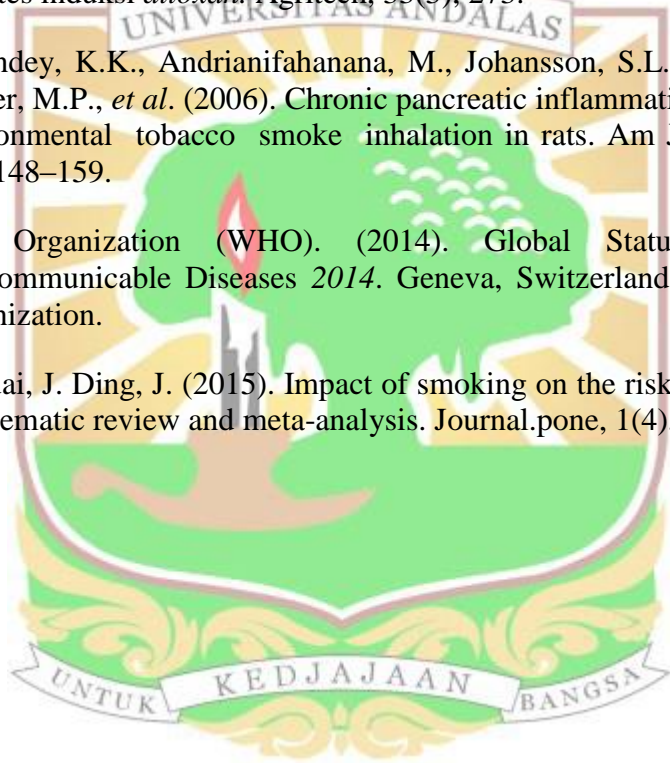 induksi alloxan. Agritech, 33(3), 275.
UNIVERSITAS ANDALAS
ndey, K.K., Andrianifahanana, M., Johansson, S.L.
er, M.P., et al. (2006). Chronic pancreatic inflammati
onmental tobacco smoke inhalation in rats. Am J
148–159.
Organization (WHO). (2014). Global Statu
ommunicable Diseases 2014. Geneva, Switzerland
nization.
ai, J. Ding, J. (2015). Impact of smoking on the risk
ematic review and meta-analysis. Journal.pone, 1(4)
UNTUK KEDJAJAAN BANGSA